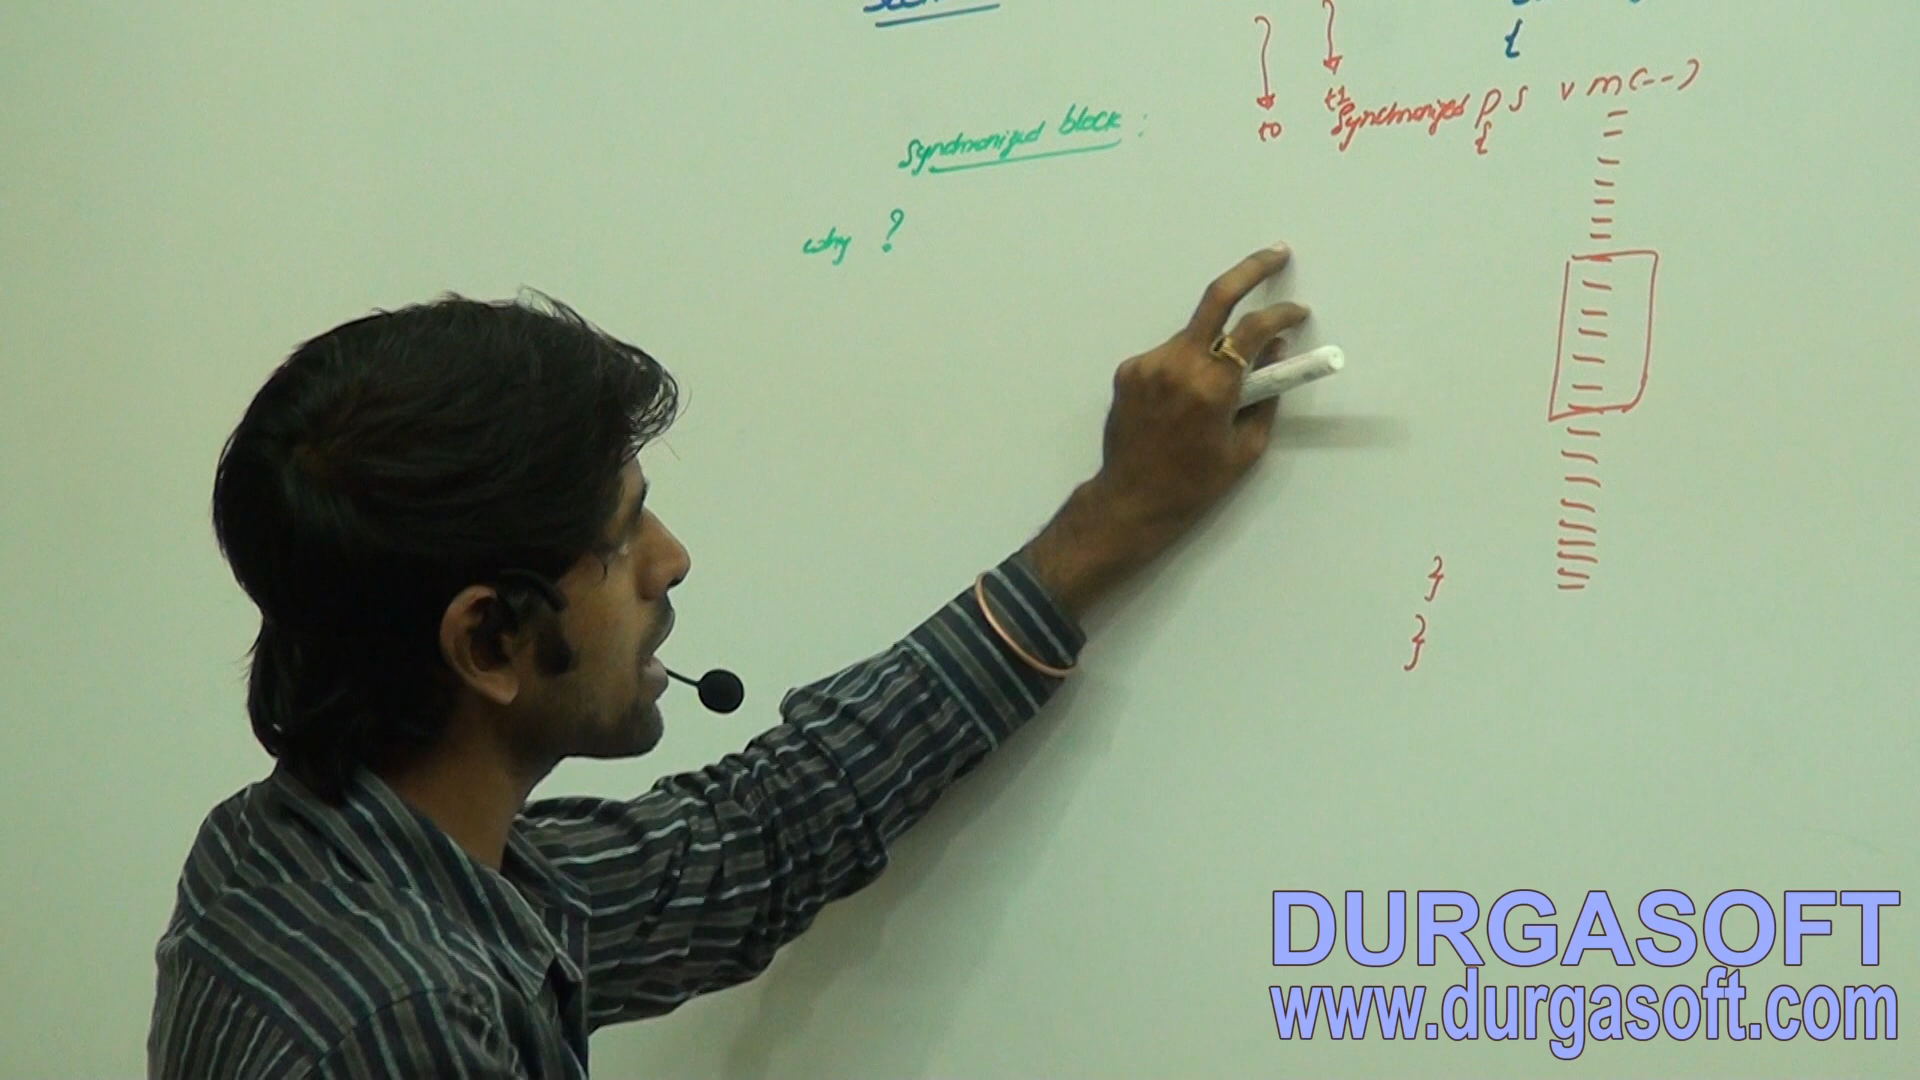 t0
t1
synchronized p s v m(--)
{
synchronized block :
why ?
}
}
DURGASOFT
www.durgasoft.com